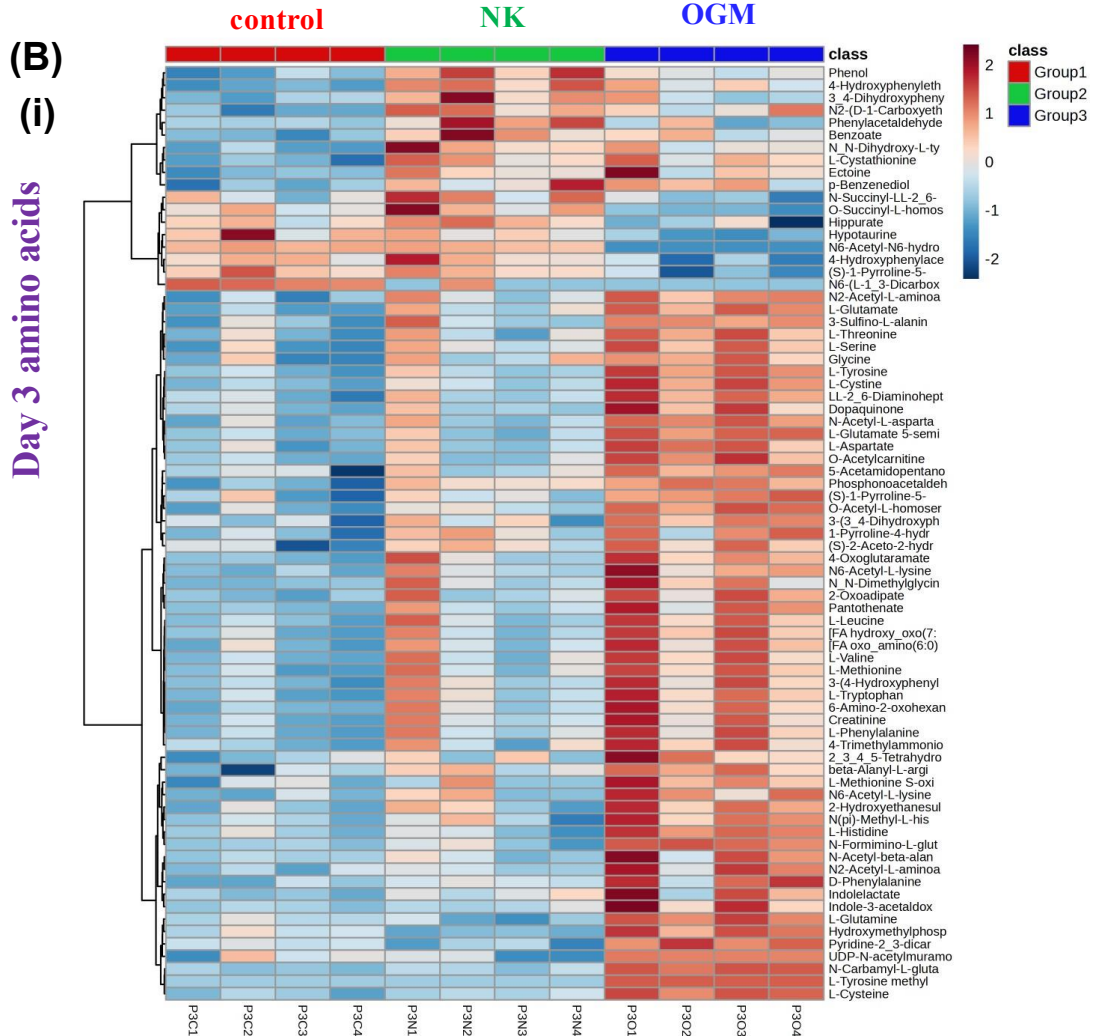 control
NK
OGM
(B)
(i)
Day 3 amino acids
class
Phenol
4-Hydroxyphenyleth
3_4-Dihydroxypheny
N2-(D-1-Carboxyeth
Phenylacetaldehyde
Benzoate
N_N-Dihydroxy-L-ty
L-Cystathionine
Ectoine
p-Benzenediol
N-Succinyl-LL-2_6-
O-Succinyl-L-homos
Hippurate
Hypotaurine
N6-Acetyl-N6-hydro
4-Hydroxyphenylace
(S)-1-Pyrroline-5-
N6-(L-1_3-Dicarbox
N2-Acetyl-L-aminoa
L-Glutamate
3-Sulfino-L-alanin
L-Threonine
L-Serine
Glycine
L-Tyrosine
L-Cystine
LL-2_6-Diaminohept
Dopaquinone
N-Acetyl-L-asparta
L-Glutamate 5-semi
L-Aspartate
O-Acetylcarnitine
5-Acetamidopentano
Phosphonoacetaldeh
(S)-1-Pyrroline-5-
O-Acetyl-L-homoser
3-(3_4-Dihydroxyph
1-Pyrroline-4-hydr
(S)-2-Aceto-2-hydr
4-Oxoglutaramate
N6-Acetyl-L-lysine
N_N-Dimethylglycin
2-Oxoadipate
Pantothenate
L-Leucine
[FA hydroxy_oxo(7:
[FA oxo_amino(6:0)
L-Valine
L-Methionine
3-(4-Hydroxyphenyl
L-Tryptophan
6-Amino-2-oxohexan
Creatinine
L-Phenylalanine
4-Trimethylammonio
2_3_4_5-Tetrahydro
beta-Alanyl-L-argi
L-Methionine S-oxi
N6-Acetyl-L-lysine
2-Hydroxyethanesul
N(pi)-Methyl-L-his
L-Histidine
N-Formimino-L-glut
N-Acetyl-beta-alan
N2-Acetyl-L-aminoa
D-Phenylalanine
Indolelactate
Indole-3-acetaldox
L-Glutamine
Hydroxymethylphosp
Pyridine-2_3-dicar
UDP-N-acetylmuramo
N-Carbamyl-L-gluta
L-Tyrosine methyl
L-Cysteine
P3C1
P3C2
P3C3
P3C4
P3N1
P3N2
P3N3
P3N4
P3O1
P3O2
P3O3
P3O4
2
1
0
-1
-2
class
Group1
Group2
Group3